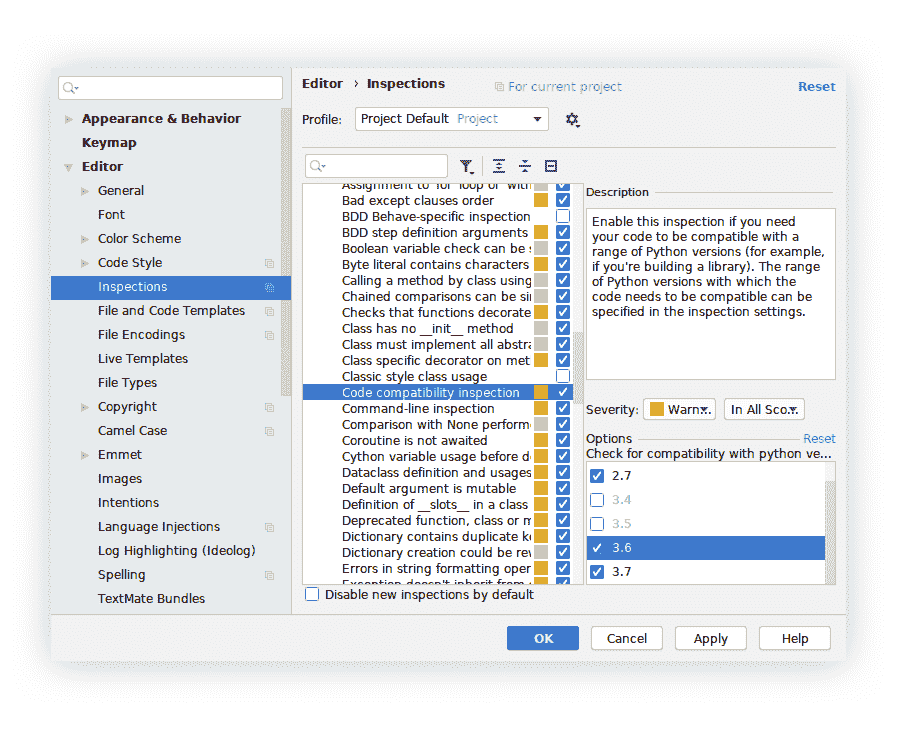 Appearance & Behavior
Keymap
Editor
General
Font
Color Scheme
Code Style
Inspections
File and Code Templates
File Encodings
Live Templates
File Types
Copyright
Camel Case
Emmet
Images
Intentions
Language Injections
Log Highlighting (Ideolog)
Spelling
TextMate Bundles
Editor › Inspections
For current project
Reset
Profile:
Project Default Project
Assignment to 'for' loop or 'with
Bad except clauses order
BDD Behave-specific inspection
BDD step definition arguments
Boolean variable check can be
Byte literal contains characters
Calling a method by class using
Chained comparisons can be si
Checks that functions decorate
Class has no __init__ method
Class must implement all abstra
Class specific decorator on met
Classic style class usage
Code compatibility inspection
Command-line inspection
Comparison with None perform
Coroutine is not awaited
Cython variable usage before d
Dataclass definition and usages
Default argument is mutable
Definition of __slots__ in a class
Deprecated function, class or m
Dictionary contains duplicate k
Dictionary creation could be rew
Errors in string formatting oper
Exception doesn't inherit from
Disable new inspections by default
Description
Enable this inspection if you need
your code to be compatible with a
range of Python versions (for example,
if you're building a library). The range
of Python versions with which the
code needs to be compatible can be
specified in the inspection settings.
Severity:
Warn..
In All Sco..
Options
Reset
Check for compatibility with python ve...
2.7
3.4
3.5
3.6
3.7
OK
Cancel
Apply
Help